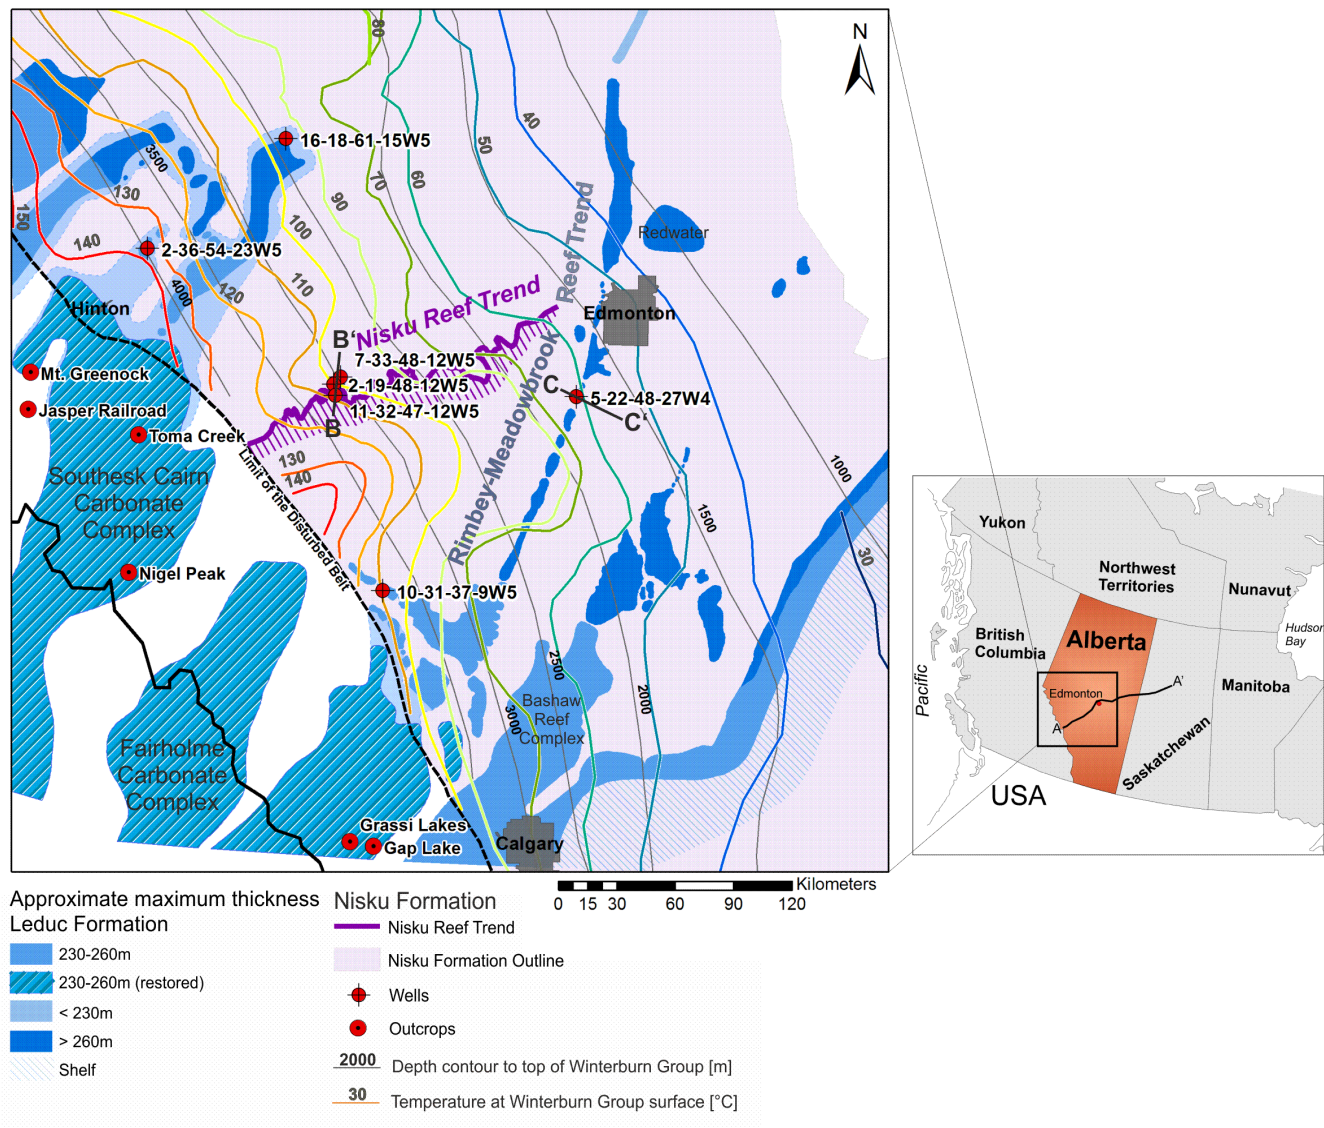 N
80
40
50
16-18-61-15W5
3500
70
60
130
90
150
100
Redwater
140
2-36-54-23W5
Reef Trend
4000
120
110
Hinton
Nisku Reef Trend
Edmonton
B'
7-33-48-12W5
Mt. Greenock
2-19-48-12W5
C
5-22-48-27W4
Jasper Railroad
11-32-47-12W5
C'
B
Toma Creek
Rimbey-Meadowbrook
130
140
Limit of the Disturbed Belt
Southesk Cairn
Carbonate
Complex
1000
1500
30
Nigel Peak
10-31-37-9W5
2500
2000
3000
Bashaw
Reef
Complex
Fairholme
Carbonate
Complex
Grassi Lakes
Gap Lake
Calgary
Yukon
Northwest
Territories
Nunavut
British
Columbia
Alberta
Hudson
Bay
Pacific
Edmonton
A'
A
Manitoba
Saskatchewan
USA
Kilometers
0 15 30 60 90 120
Approximate maximum thickness
Leduc Formation
230-260m
230-260m (restored)
< 230m
> 260m
Shelf
Nisku Formation
Nisku Reef Trend
Nisku Formation Outline
Wells
Outcrops
2000 Depth contour to top of Winterburn Group [m]
30 Temperature at Winterburn Group surface [°C]